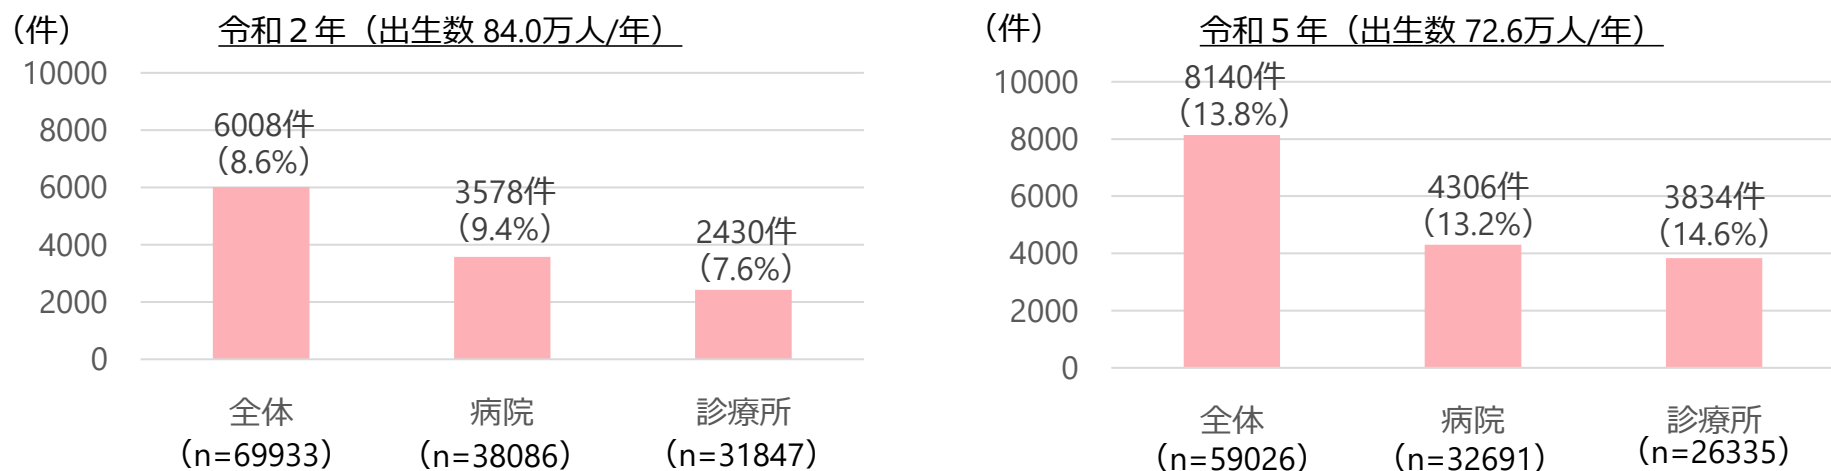 （件）
令和２年（出生数 84.0万人/年）
10000
8000
6000
4000
2000
0
6008件
（8.6%）
3578件
（9.4%）
2430件
（7.6%）
全体
（n=69933）
病院
（n=38086）
診療所
（n=31847）
（件）
令和５年（出生数 72.6万人/年）
10000
8000
6000
4000
2000
0
8140件
（13.8%）
4306件
（13.2%）
3834件
（14.6%）
全体
（n=59026）
病院
（n=32691）
診療所
（n=26335）